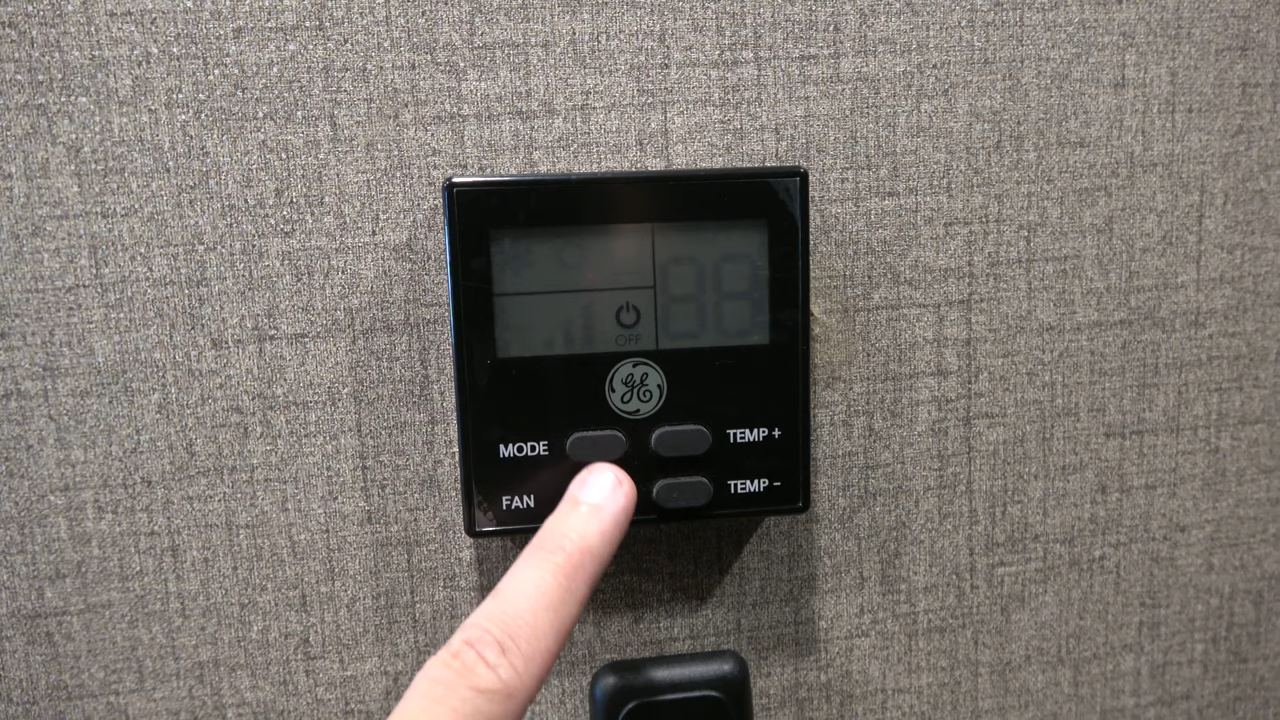 OFF
GE
MODE
TEMP +
FAN
TEMP -